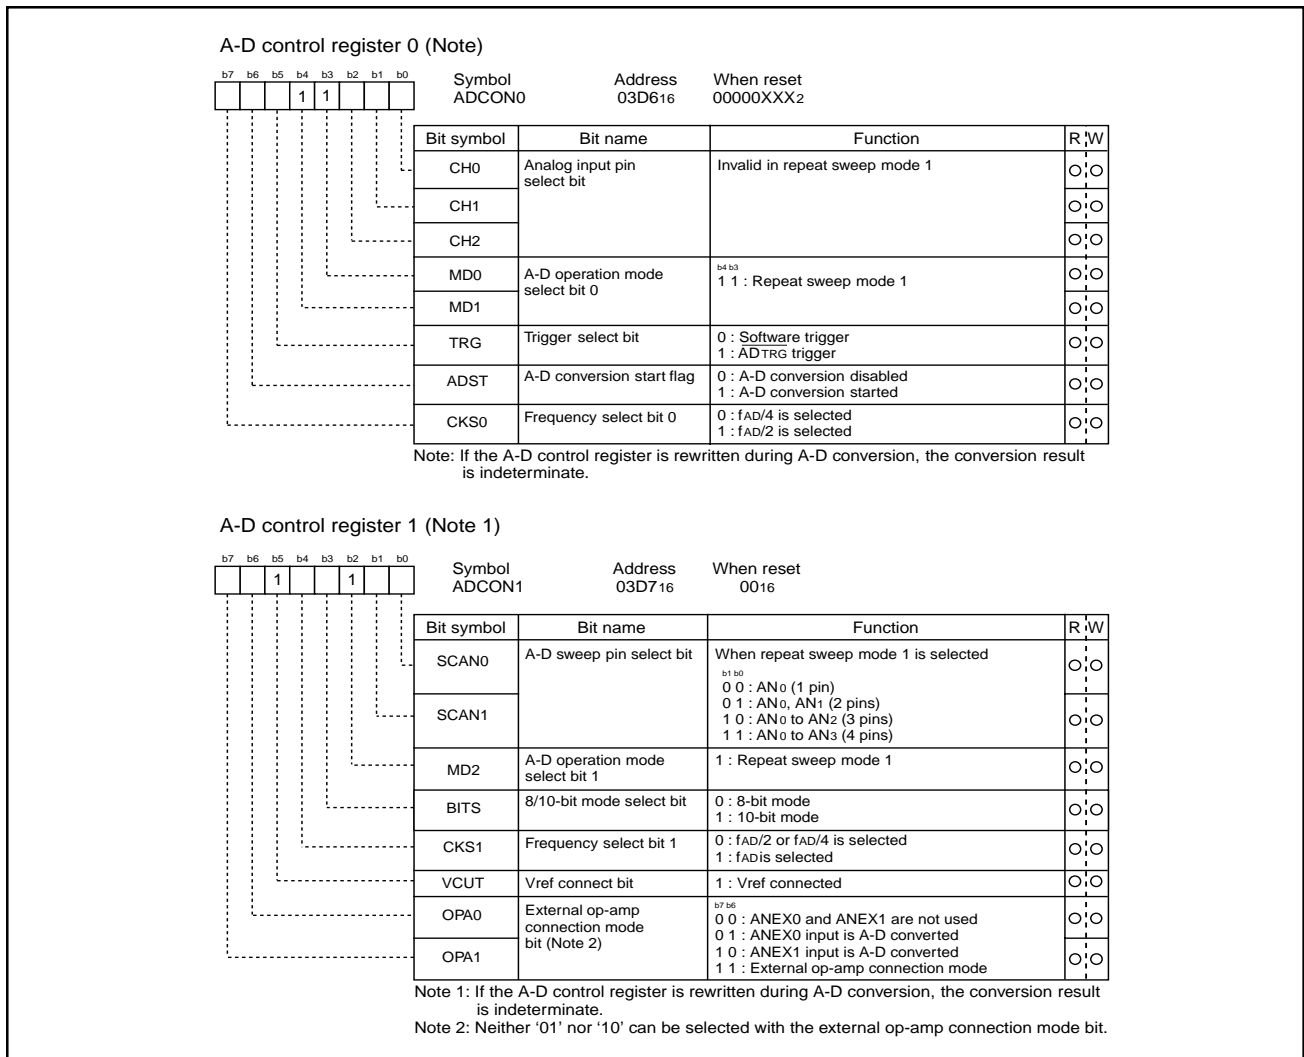 A-D control register 0 (Note)
b7 b6 b5 b4 b3 b2 b1 b0
1 1
Symbol Address When reset
ADCON0 03D616 00000XXX2
Bit symbol Bit name Function R W
CH0 Analog input pin select bit Invalid in repeat sweep mode 1
CH1
CH2
MD0 A-D operation mode select bit 0 b4 b3
1 1 : Repeat sweep mode 1
MD1
TRG Trigger select bit 0 : Software trigger
1 : ADTRG trigger
ADST A-D conversion start flag 0 : A-D conversion disabled
1 : A-D conversion started
CKS0 Frequency select bit 0 0 : fAD/4 is selected
1 : fAD/2 is selected
Note: If the A-D control register is rewritten during A-D conversion, the conversion result
is indeterminate.
A-D control register 1 (Note 1)
b7 b6 b5 b4 b3 b2 b1 b0
1 1
Symbol Address When reset
ADCON1 03D716 0016
Bit symbol Bit name Function R W
SCAN0 A-D sweep pin select bit When repeat sweep mode 1 is selected
b1 b0
0 0 : AN0 (1 pin)
0 1 : AN0, AN1 (2 pins)
SCAN1
1 0 : AN0 to AN2 (3 pins)
1 1 : AN0 to AN3 (4 pins)
MD2 A-D operation mode select bit 1 1 : Repeat sweep mode 1
BITS 8/10-bit mode select bit 0 : 8-bit mode
1 : 10-bit mode
CKS1 Frequency select bit 1 0 : fAD/2 or fAD/4 is selected
1 : fAD is selected
VCUT Vref connect bit 1 : Vref connected
OPA0 External op-amp connection mode bit (Note 2) b7 b6
0 0 : ANEX0 and ANEX1 are not used
0 1 : ANEX0 input is A-D converted
OPA1
1 0 : ANEX1 input is A-D converted
1 1 : External op-amp connection mode
Note 1: If the A-D control register is rewritten during A-D conversion, the conversion result
is indeterminate.
Note 2: Neither ‘01’ nor ‘10’ can be selected with the external op-amp connection mode bit.